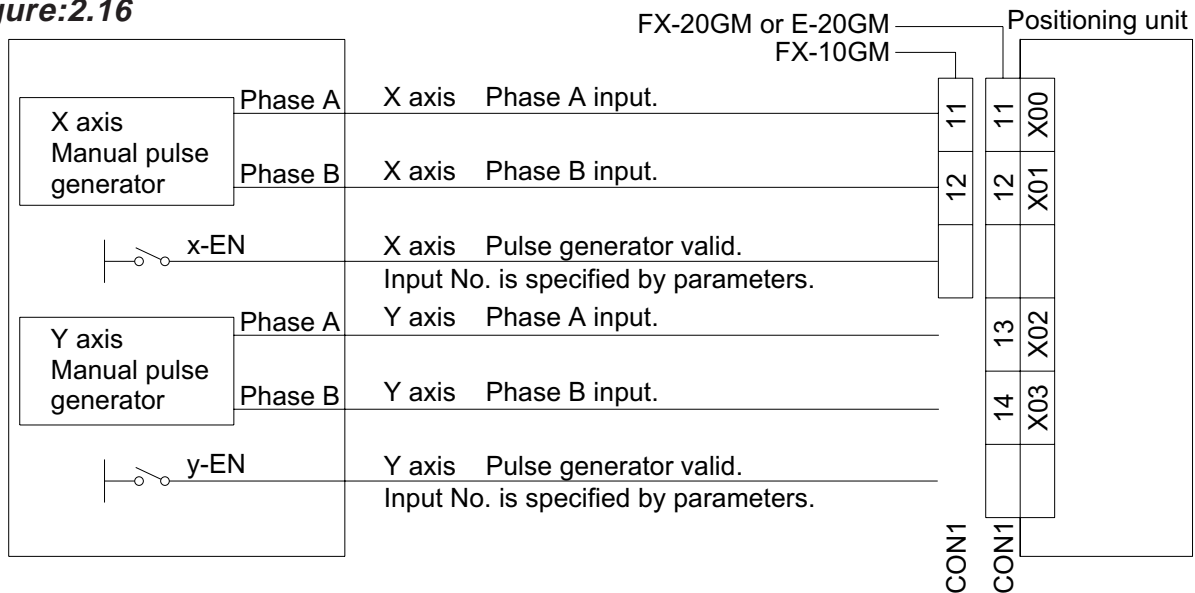 gure:2.16
FX-20GM or E-20GM
Positioning unit
FX-10GM
X axis
Manual pulse
generator
Phase A
X axis Phase A input.
11
11
X00
Phase B
X axis Phase B input.
12
12
X01
x-EN
X axis Pulse generator valid.
Input No. is specified by parameters.
Y axis
Manual pulse
generator
Phase A
Y axis Phase A input.
13
X02
Phase B
Y axis Phase B input.
14
X03
y-EN
Y axis Pulse generator valid.
Input No. is specified by parameters.
CON1
CON1